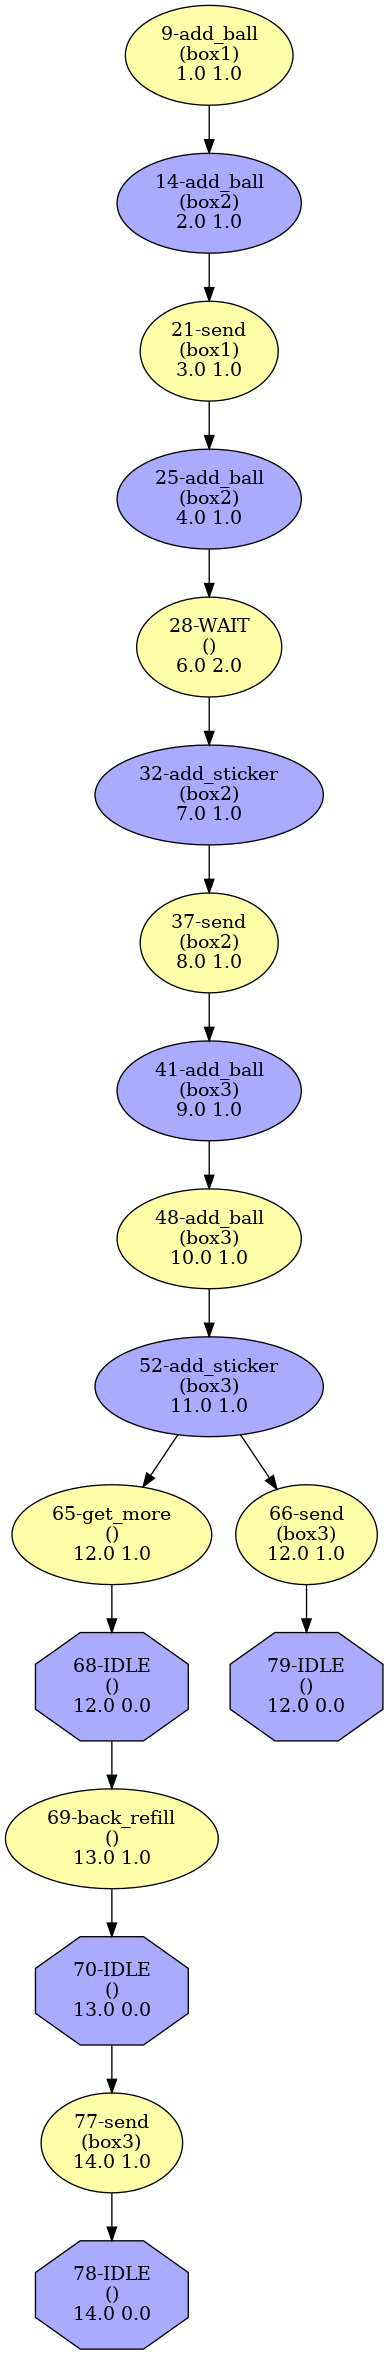 9-add_ball
(box1)
1.0 1.0
14-add_ball
(box2)
2.0 1.0
21-send
(box1)
3.0 1.0
25-add_ball
(box2)
4.0 1.0
28-WAIT
()
6.0 2.0
32-add_sticker
(box2)
7.0 1.0
37-send
(box2)
8.0 1.0
41-add_ball
(box3)
9.0 1.0
48-add_ball
(box3)
10.0 1.0
52-add_sticker
(box3)
11.0 1.0
65-get_more
()
12.0 1.0
66-send
(box3)
12.0 1.0
68-IDLE
()
12.0 0.0
79-IDLE
()
12.0 0.0
69-back_refill
()
13.0 1.0
70-IDLE
()
13.0 0.0
77-send
(box3)
14.0 1.0
78-IDLE
()
14.0 0.0